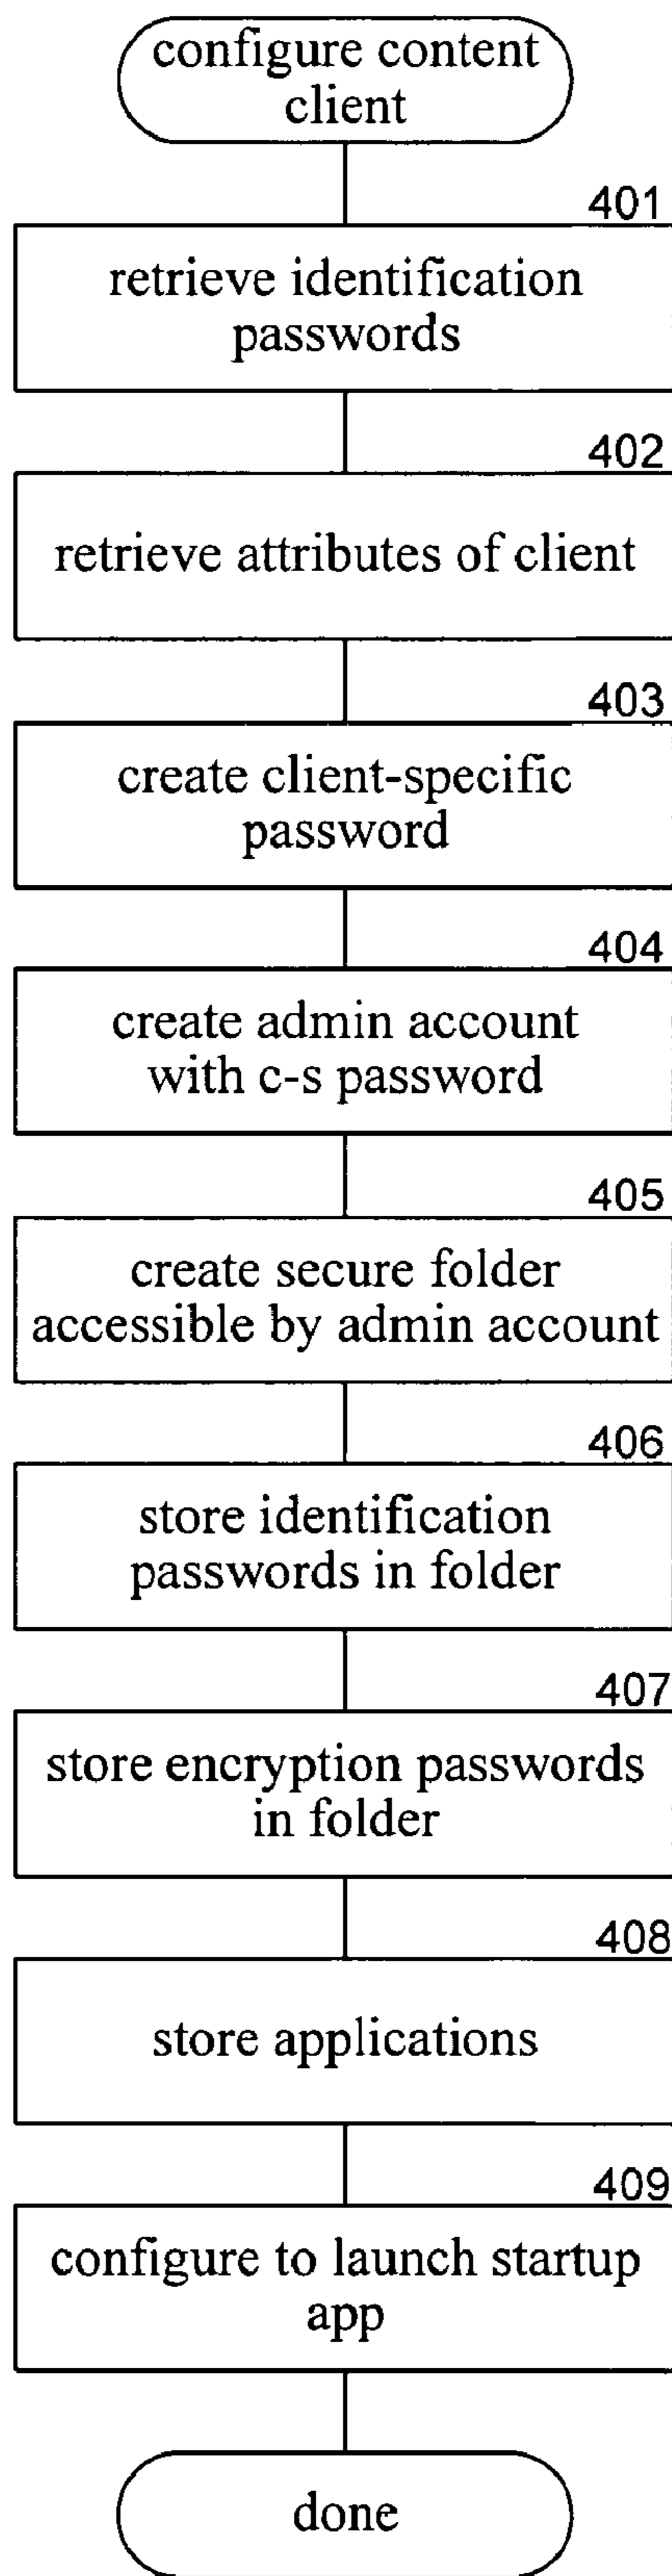 configure content
client
401
retrieve identification
passwords
402
retrieve attributes of client
403
create client-specific
password
404
create admin account
with c-s password
405
create secure folder
accessible by admin account
406
store identification
passwords in folder
407
store encryption passwords
in folder
408
store applications
409
configure to launch startup
app
done